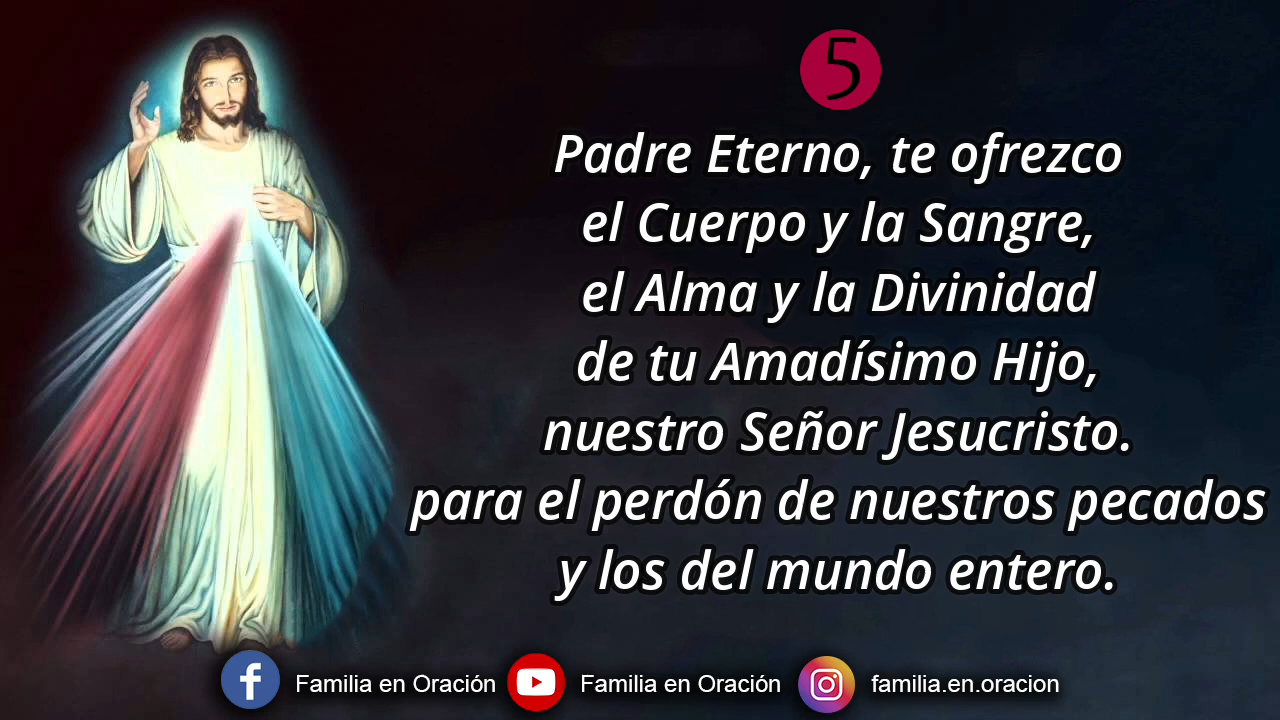 5
Padre Eterno, te ofrezco
el Cuerpo y la Sangre,
el Alma y la Divinidad
de tu Amadísimo Hijo,
nuestro Señor Jesucristo.
para el perdón de nuestros pecados
y los del mundo entero.
Familia en Oración Familia en Oración familia.en.oracion